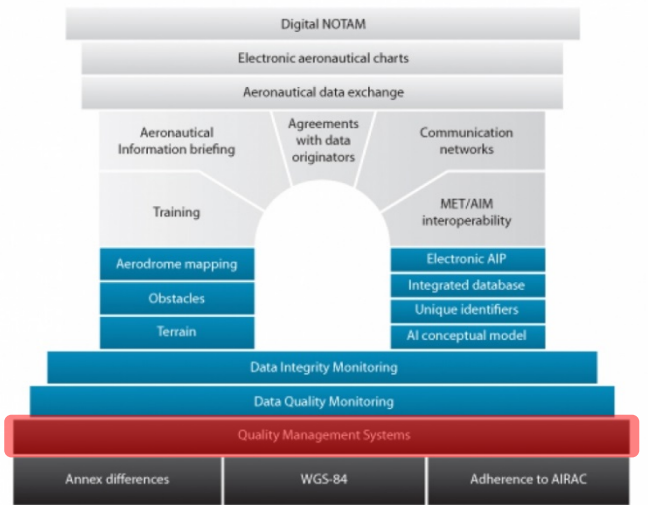 Digital NOTAM
Electronic aeronautical charts
Aeronautical data exchange
Aeronautical
Information briefing
Agreements
with data
originators
Communication
networks
Training
MET/AIM
interoperability
Aerodrome mapping
Obstacles
Terrain
Electronic AIP
Integrated database
Unique identifiers
AI conceptual model
Data Integrity Monitoring
Data Quality Monitoring
Quality Management Systems
Annex differences
WGS-84
Adherence to AIRAC